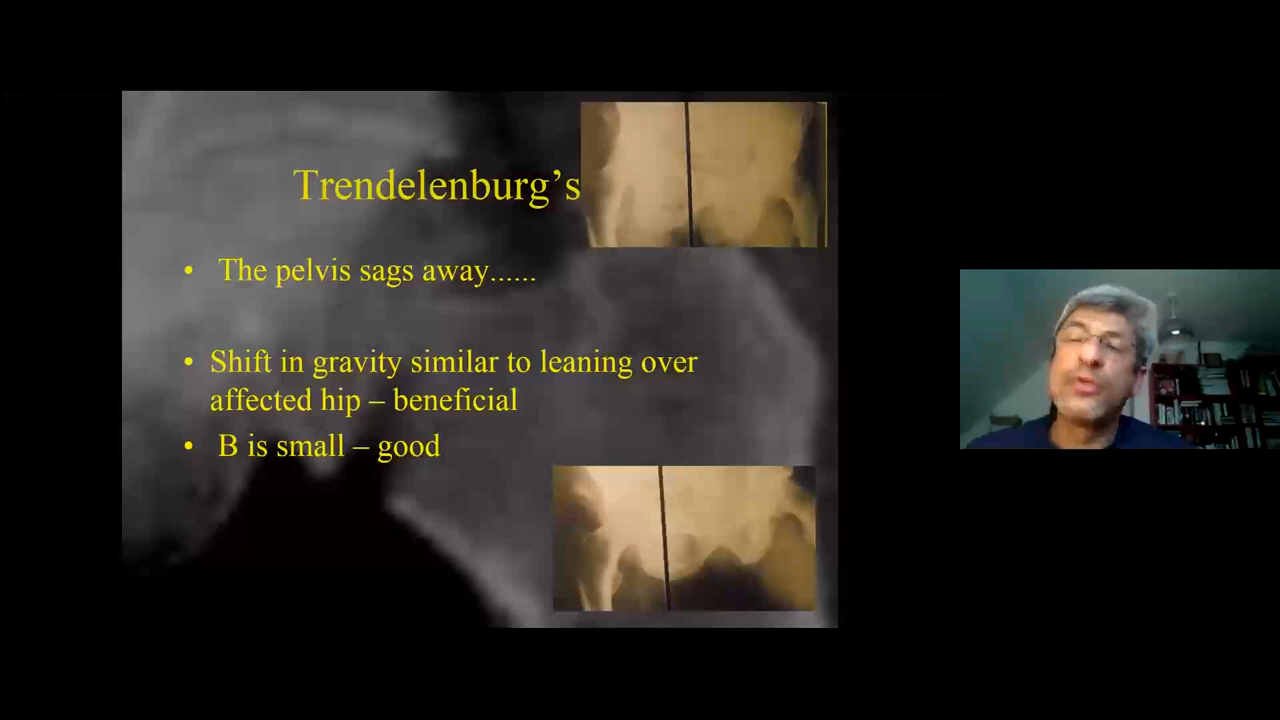 Trendelenburg’s
• The pelvis sags away......
• Shift in gravity similar to leaning over
affected hip – beneficial
• B is small – good